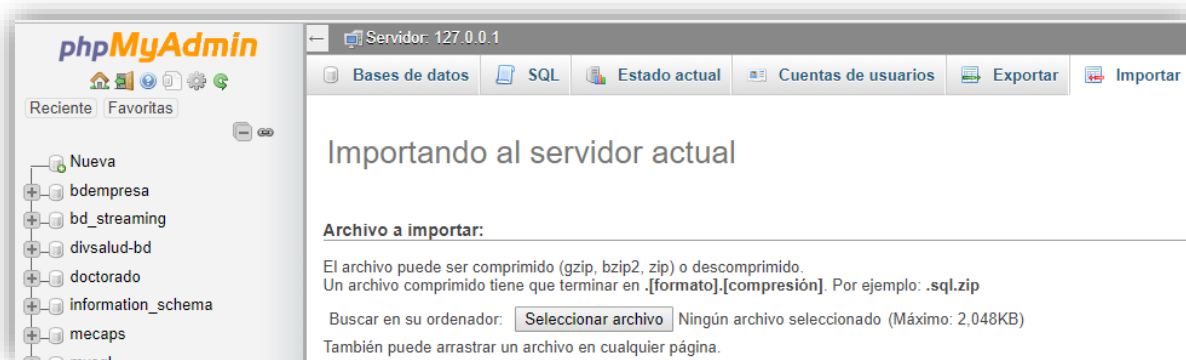 phpMyAdmin
Reciente Favoritas
Nueva
bdempresa
bd_streaming
divsalud-bd
doctorado
information_schema
mecaps
← Servidor: 127.0.0.1
Bases de datos SQL Estado actual Cuentas de usuarios Exportar Importar
Importando al servidor actual
Archivo a importar:
El archivo puede ser comprimido (gzip, bzip2, zip) o descomprimido.
Un archivo comprimido tiene que terminar en .[formato].[compresión]. Por ejemplo: .sql.zip
Buscar en su ordenador: Seleccionar archivo Ningún archivo seleccionado (Máximo: 2,048KB)
También puede arrastrar un archivo en cualquier página.